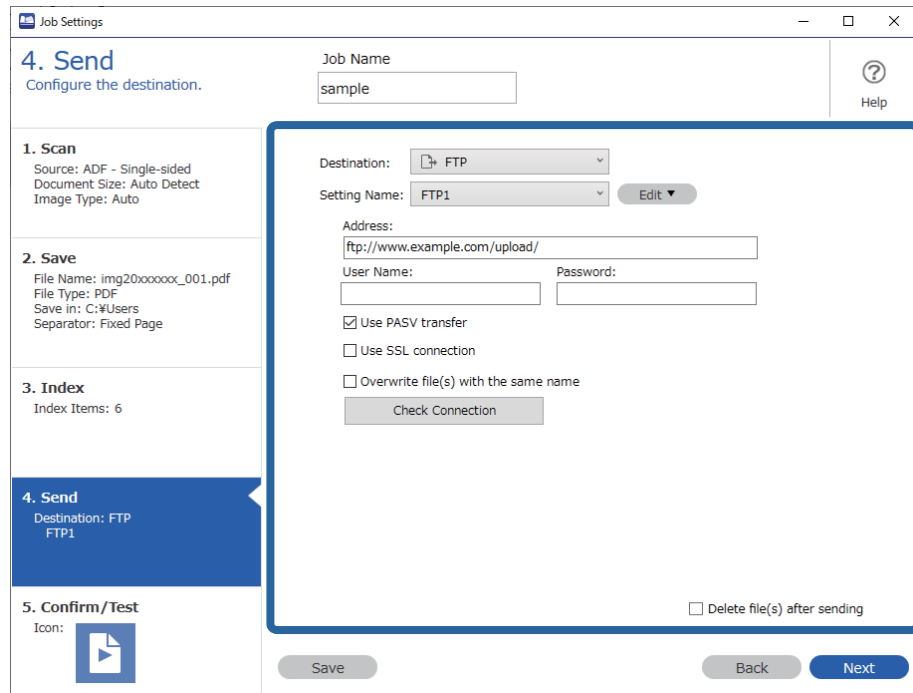 Job Settings
4. Send
Configure the destination.
Job Name
sample
Help
1. Scan
Source: ADF - Single-sided
Document Size: Auto Detect
Image Type: Auto
2. Save
File Name: img20xxxxxx_001.pdf
File Type: PDF
Save in: C:¥Users
Separator: Fixed Page
3. Index
Index Items: 6
4. Send
Destination: FTP
FTP1
5. Confirm/Test
Icon:
Destination: FTP
Setting Name: FTP1 Edit ▼
Address:
ftp://www.example.com/upload/
User Name: Password:
Use PASV transfer
Use SSL connection
Overwrite file(s) with the same name
Check Connection
Delete file(s) after sending
Save Back Next